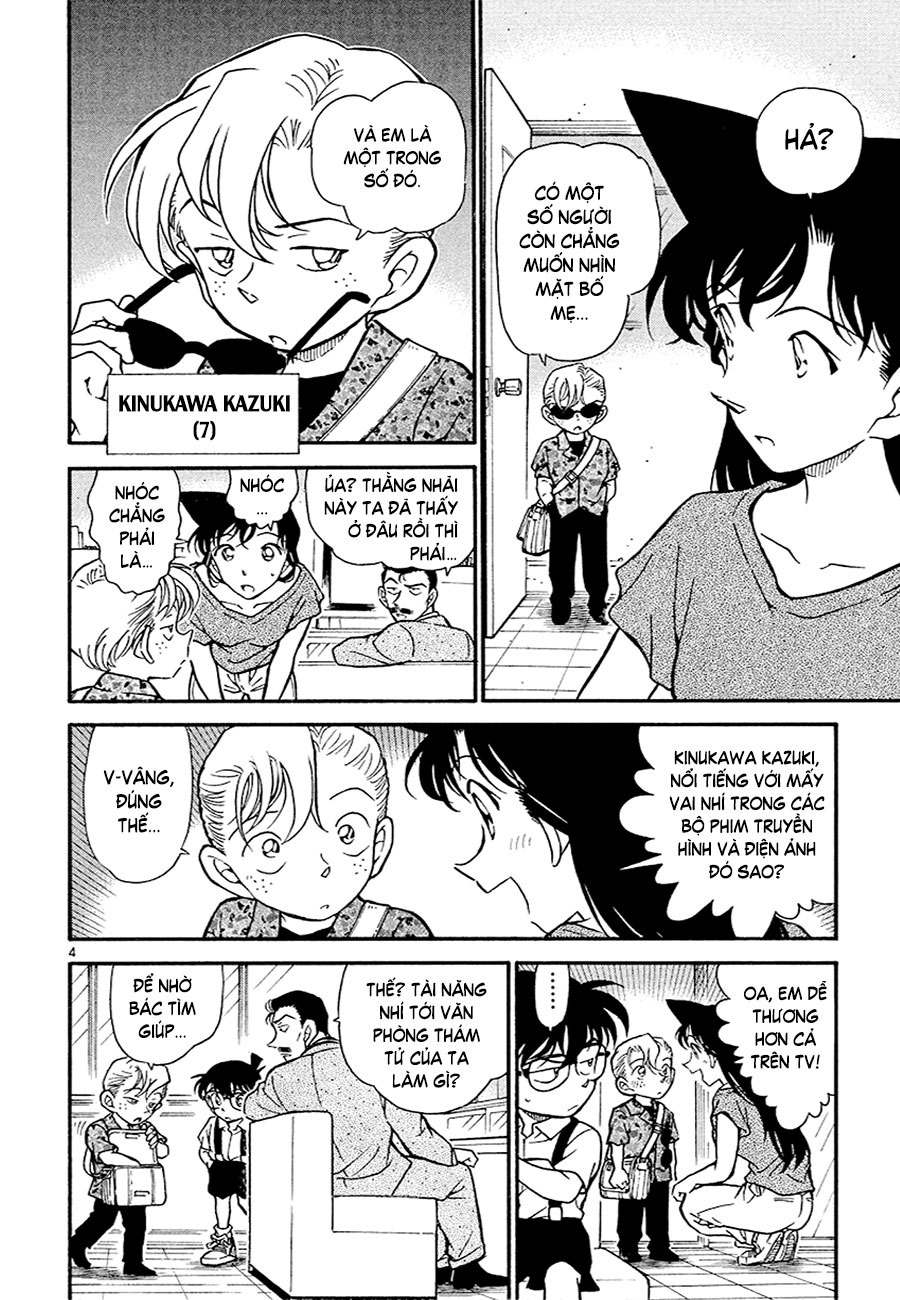 HẢ?
CÓ MỘT
SỐ NGƯỜI
CÒN CHẲNG
MUỐN NHÌN
MẶT BỐ
MẸ...
VÀ EM LÀ
MỘT TRONG
SỐ ĐÓ.
KINUKAWA KAZUKI
(7)
ỦA? THẰNG NHÃI
NÀY TA ĐÃ THẤY
Ở ĐÂU RỒI THÌ
PHẢI...
NHÓC
...
NHÓC
CHẲNG
PHẢI
LÀ...
KINUKAWA KAZUKI,
NỔI TIẾNG VỚI MẤY
VAI NHÍ TRONG CÁC
BỘ PHIM TRUYỀN
HÌNH VÀ ĐIỆN ẢNH
ĐÓ SAO?
V-VÂNG,
ĐÚNG
THẾ...
4
OA, EM DỄ
THƯƠNG
HƠN CẢ
TRÊN TV!
........
THẾ? TÀI NĂNG
NHÍ TỚI VĂN
PHÒNG THÁM
TỬ CỦA TA
LÀM GÌ?
ĐỂ NHỜ
BÁC TÌM
GIÚP...